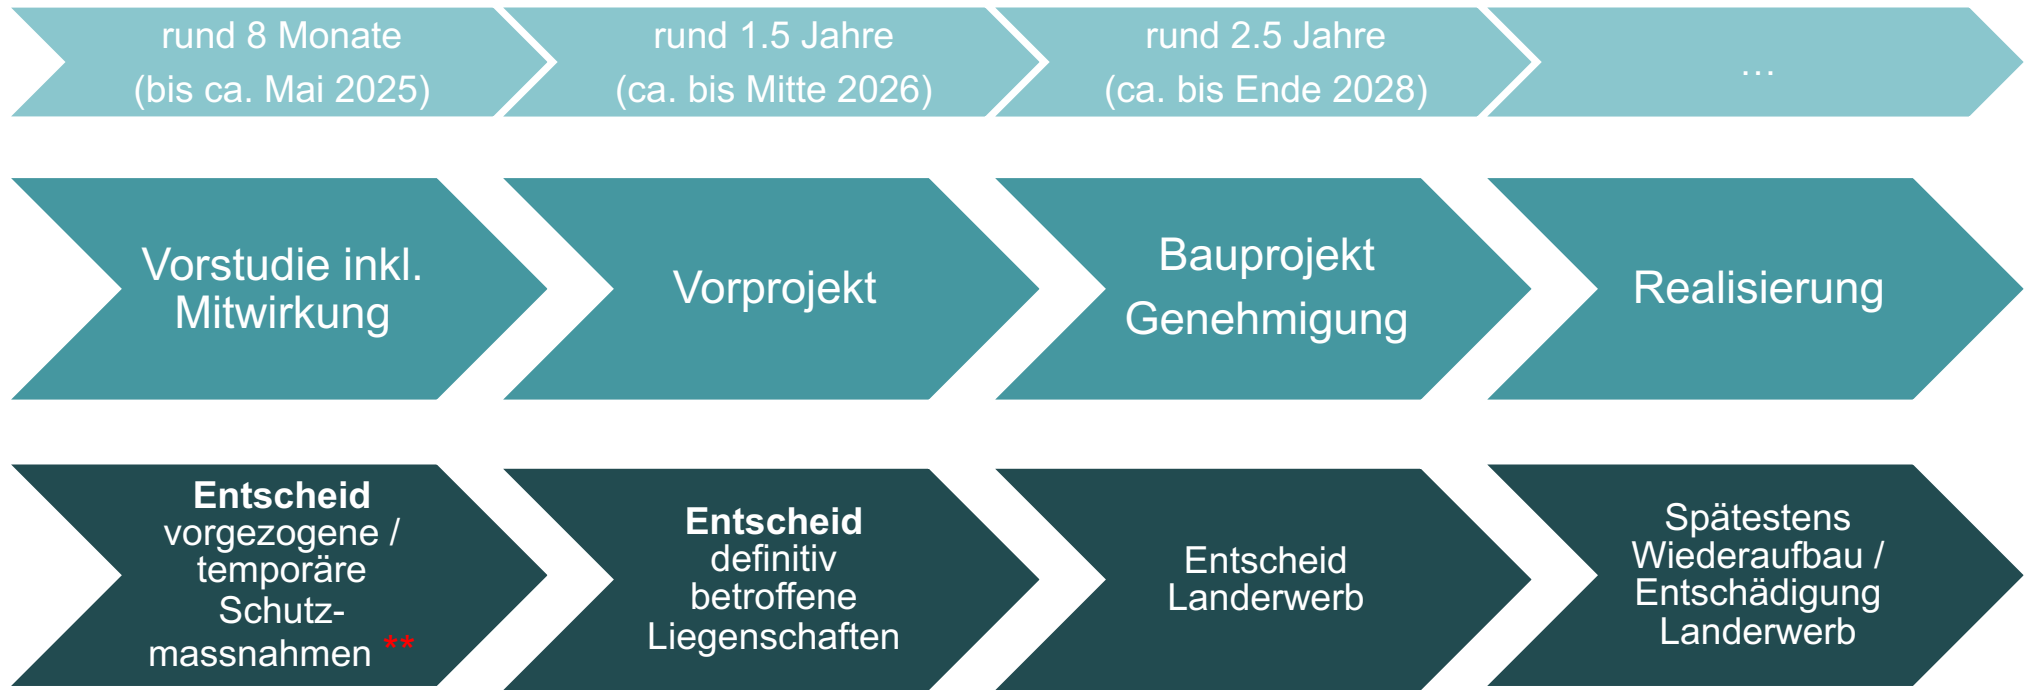 rund 8 Monate
(bis ca. Mai 2025)
rund 1.5 Jahre
(ca. bis Mitte 2026)
rund 2.5 Jahre
(ca. bis Ende 2028)
…
Vorstudie inkl.
Mitwirkung
Vorprojekt
Bauprojekt
Genehmigung
Realisierung
Entscheid
vorgezogene /
temporäre
Schutz-
massnahmen **
Entscheid
definitiv
betroffene
Liegenschaften
Entscheid
Landerwerb
Spätestens
Wiederaufbau /
Entschädigung
Landerwerb